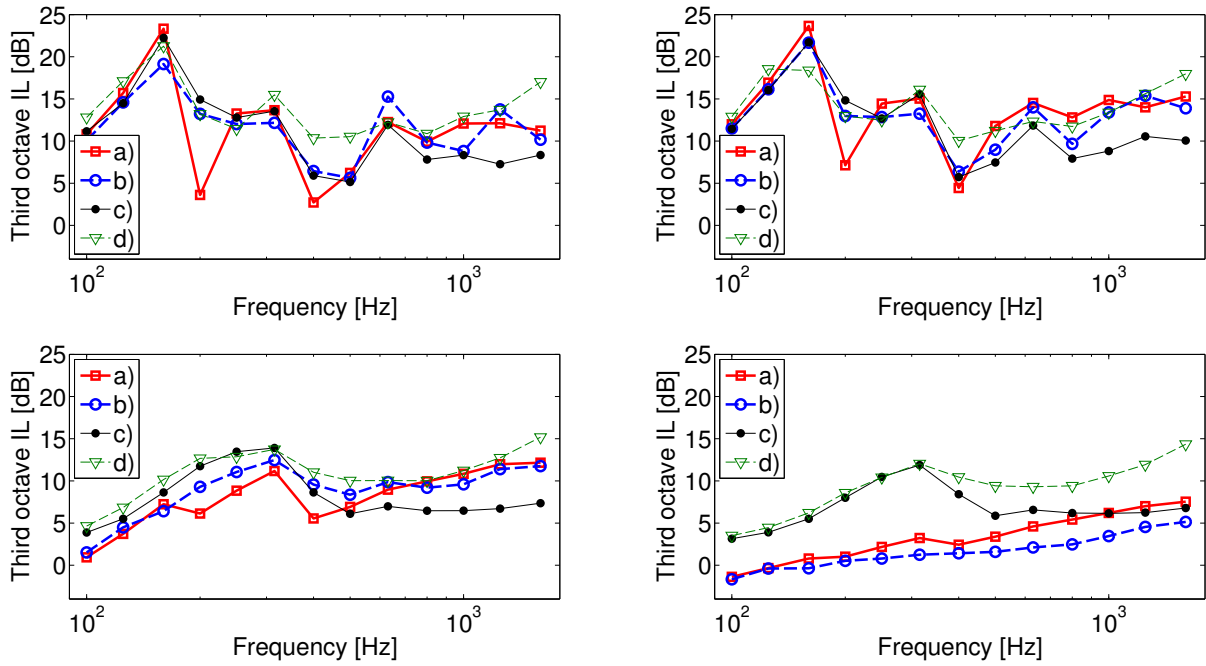 Third octave IL [dB]
25
20
15
10
5
0
a)
b)
c)
d)
10²
10³
Frequency [Hz]
Third octave IL [dB]
25
20
15
10
5
0
a)
b)
c)
d)
10²
10³
Frequency [Hz]
Third octave IL [dB]
25
20
15
10
5
0
a)
b)
c)
d)
10²
10³
Frequency [Hz]
Third octave IL [dB]
25
20
15
10
5
0
a)
b)
c)
d)
10²
10³
Frequency [Hz]